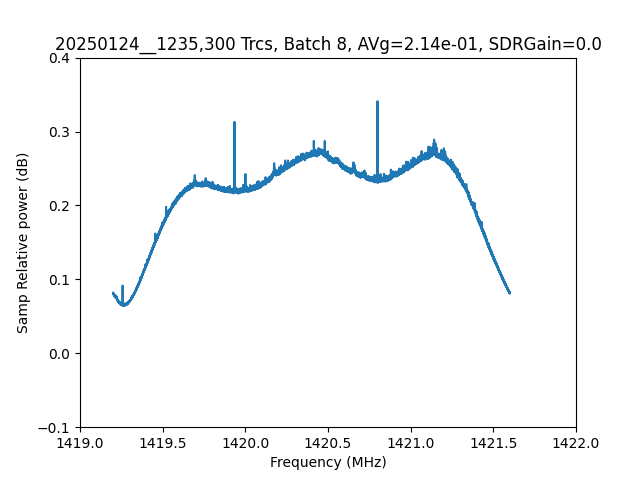 20250124__1235,300 Trcs, Batch 8, AVg=2.14e-01, SDRGain=0.0
0.4
0.3
0.2
0.1
0.0
−0.1
Samp Relative power (dB)
1419.0 1419.5 1420.0 1420.5 1421.0 1421.5 1422.0
Frequency (MHz)